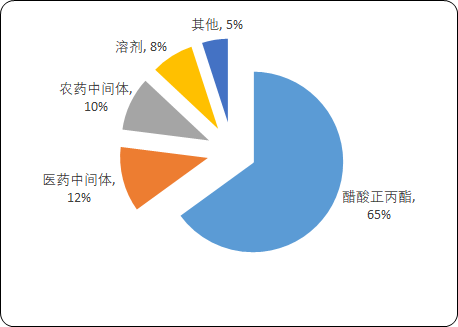 其他, 5%
溶剂, 8%
农药中间体,
10%
医药中间体,
12%
醋酸正丙酯,
65%